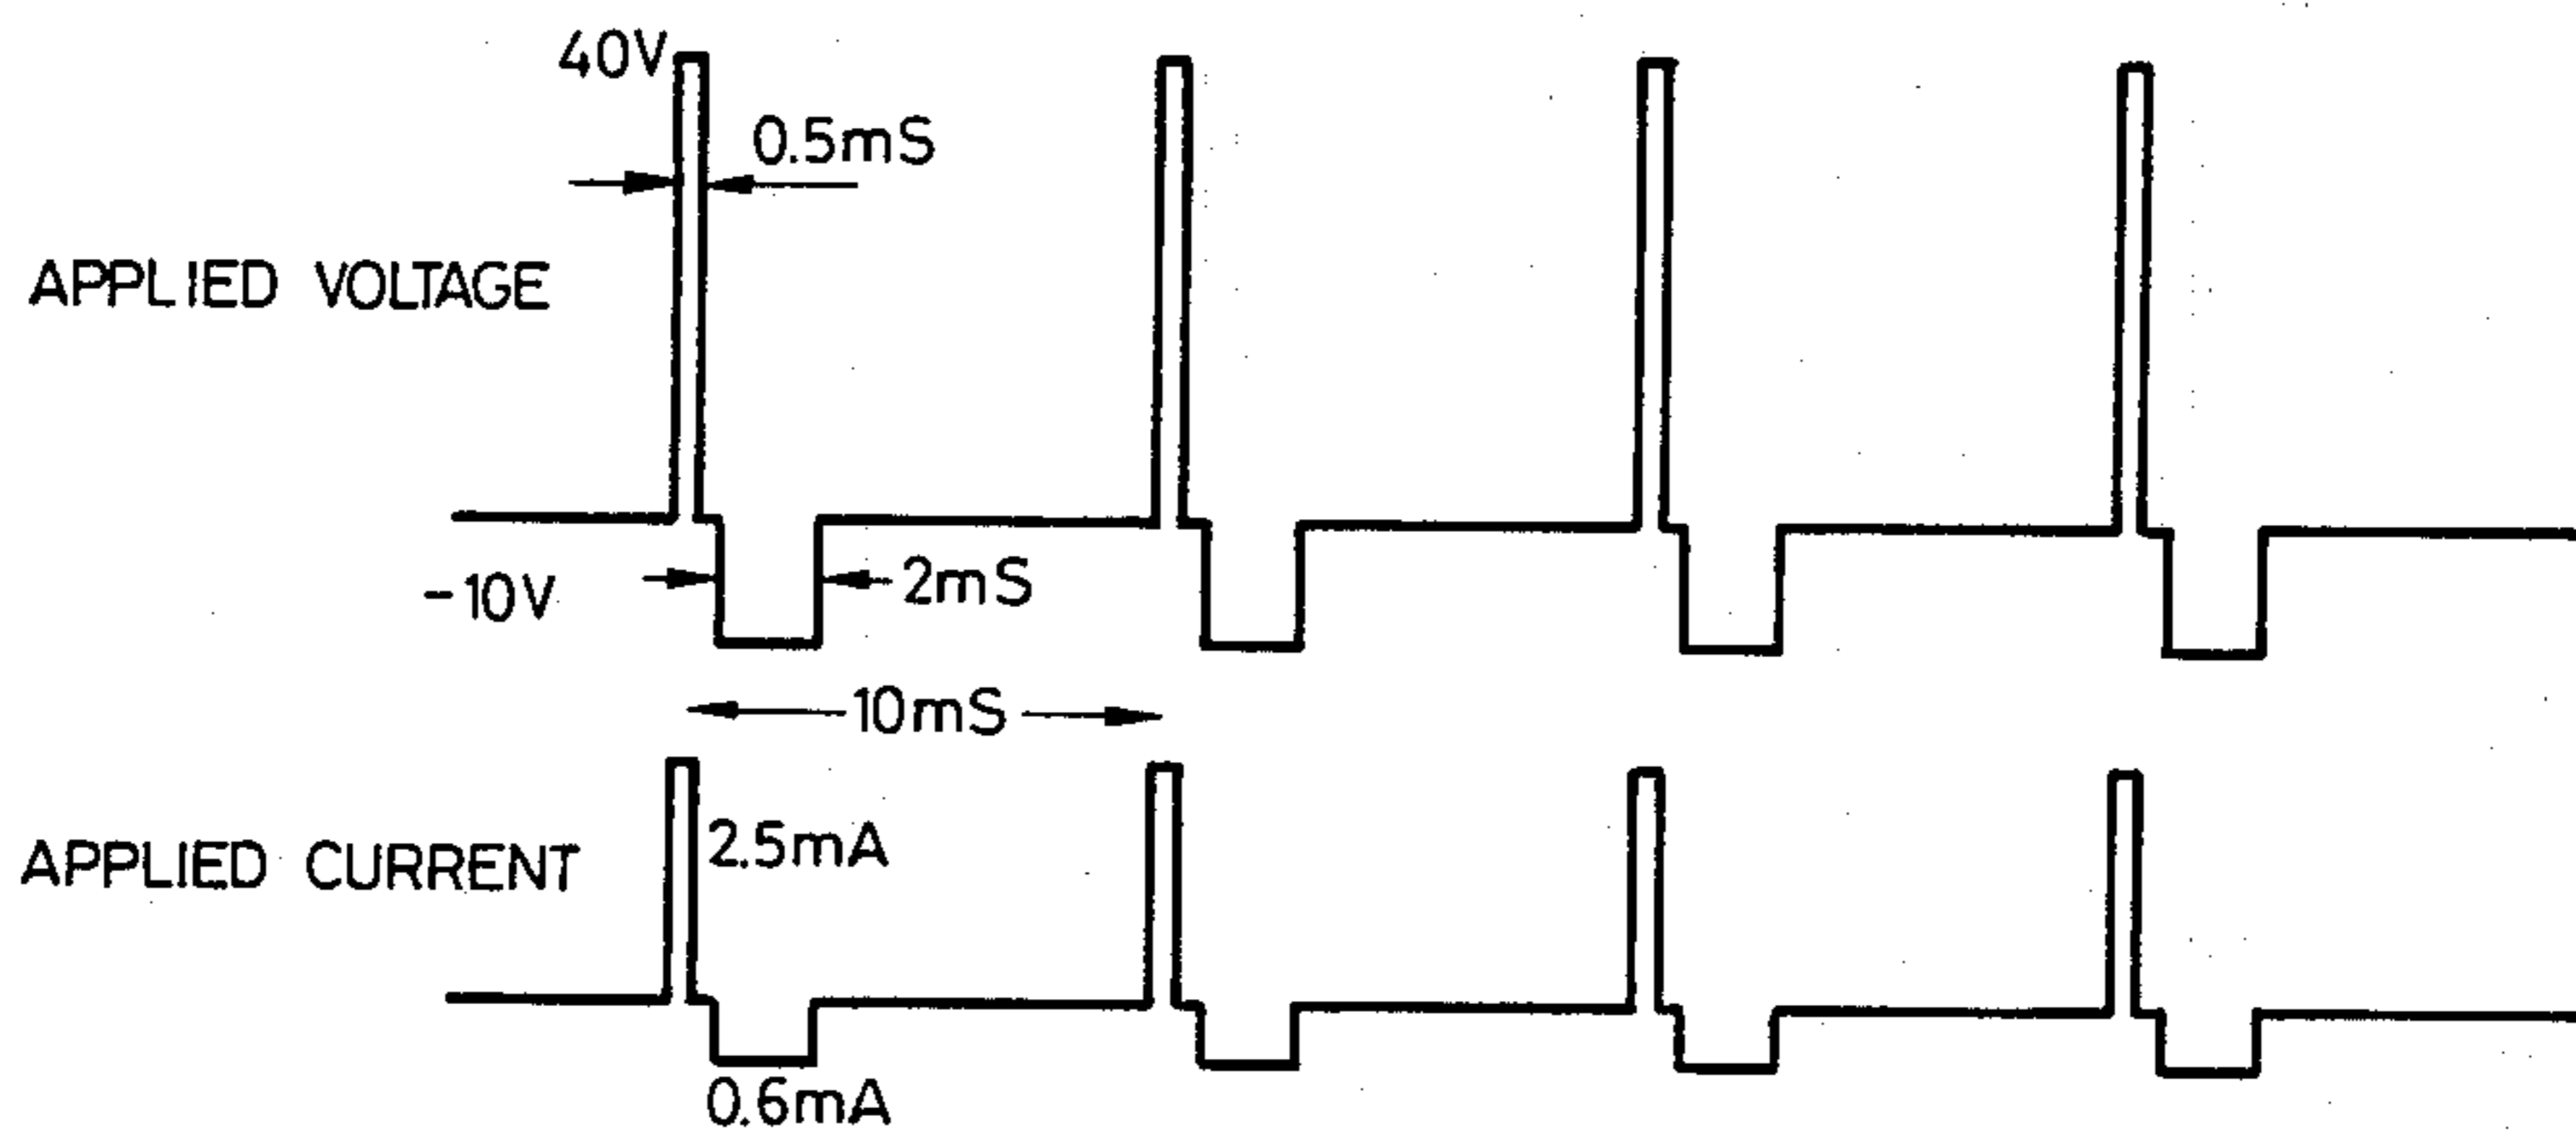 40V
0.5mS
APPLIED VOLTAGE
-10V
2mS
10mS
2.5mA
APPLIED CURRENT
0.6mA